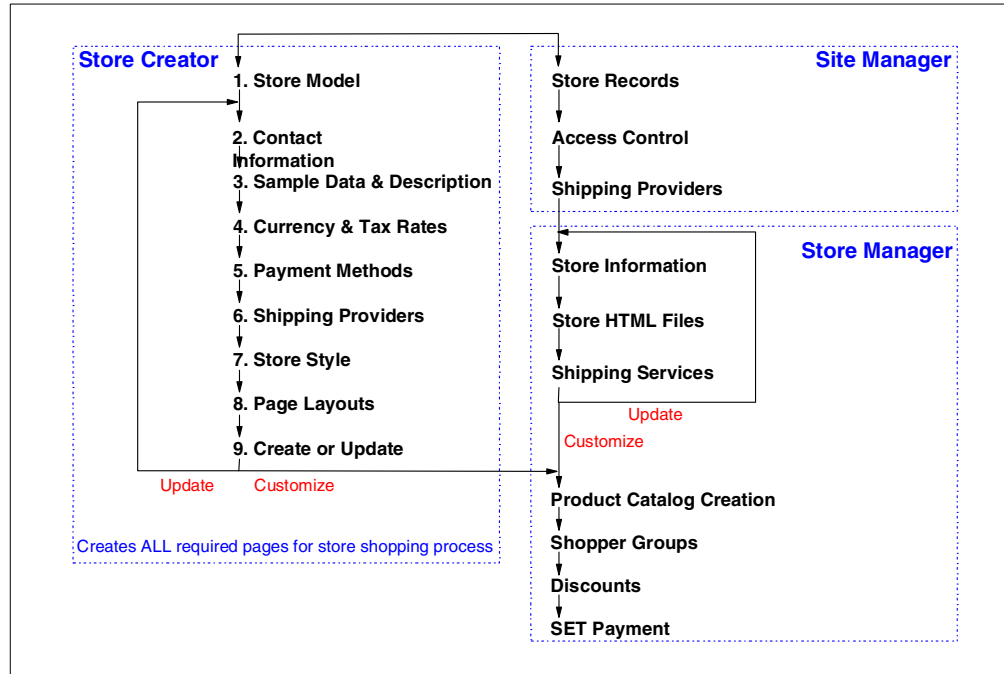 Store Creator
1. Store Model
2. Contact
Information
3. Sample Data & Description
4. Currency & Tax Rates
5. Payment Methods
6. Shipping Providers
7. Store Style
8. Page Layouts
9. Create or Update
Update
Customize
Creates ALL required pages for store shopping process
Site Manager
Store Records
Access Control
Shipping Providers
Store Manager
Store Information
Store HTML Files
Shipping Services
Update
Customize
Product Catalog Creation
Shopper Groups
Discounts
SET Payment